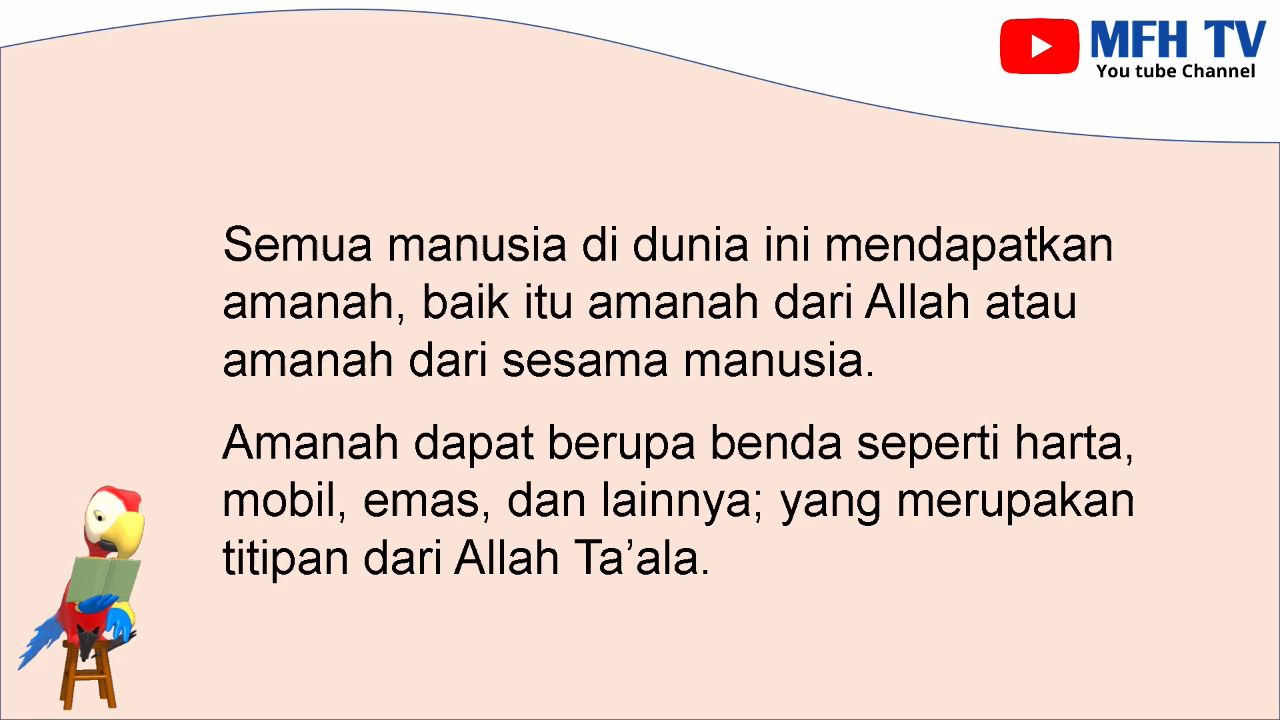 MFH TV
You tube Channel
Semua manusia di dunia ini mendapatkan
amanah, baik itu amanah dari Allah atau
amanah dari sesama manusia.
Amanah dapat berupa benda seperti harta,
mobil, emas, dan lainnya; yang merupakan
titipan dari Allah Ta’ala.